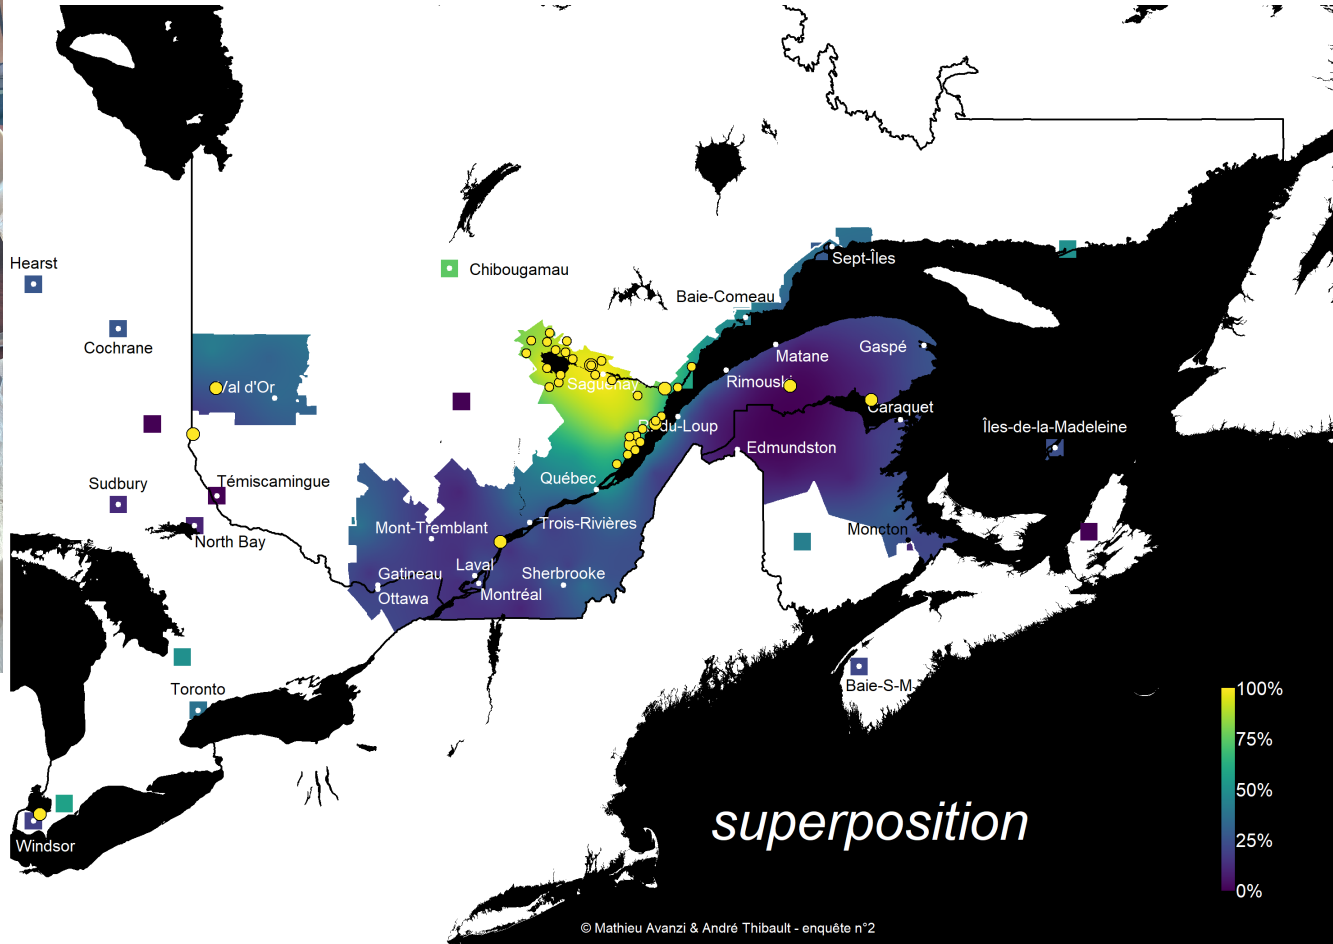 Sept-Îles
Hearst
Chibougamau
Baie-Comeau
Cochrane
Matane
Gaspé
Saguenay
Rimouski
Val d'Or
Caraquet
du-Loup
Îles-de-la-Madeleine
Edmundston
Québec
Sudbury
Témiscamingue
Trois-Rivières
Mont-Tremblant
Moncton
North Bay
Laval
Gatineau
Sherbrooke
Ottawa
Montréal
Baie-S-M
Toronto
100%
75%
50%
25%
0%
superposition
Windsor
© Mathieu Avanzi & André Thibault - enquête n°2